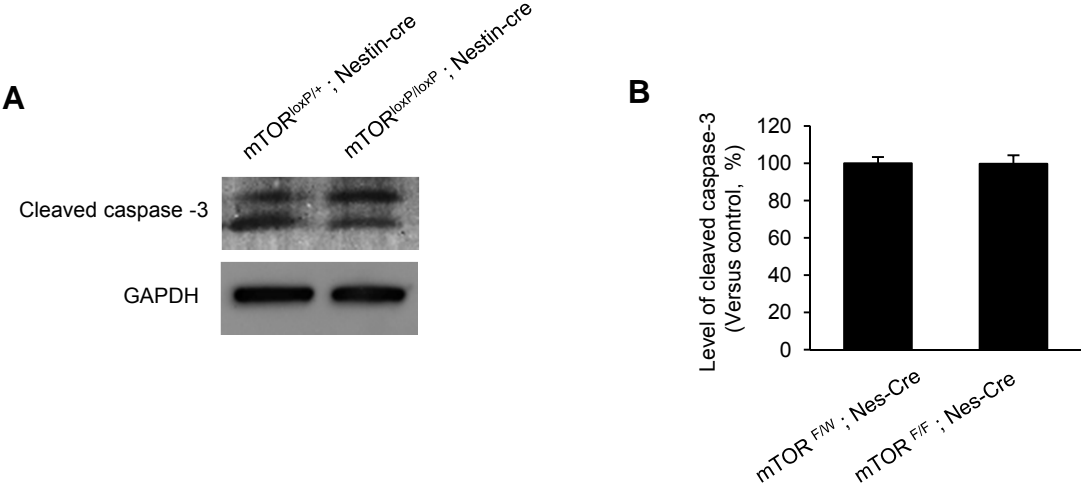 A
mTORloxP/+ ; Nestin-cre
mTORloxP/loxP ; Nestin-cre
Cleaved caspase -3
GAPDH
B
Level of cleaved caspase-3
(Versus control, %)
120
100
80
60
40
20
0
mTOR F/W ; Nes-Cre
mTOR F/F ; Nes-Cre